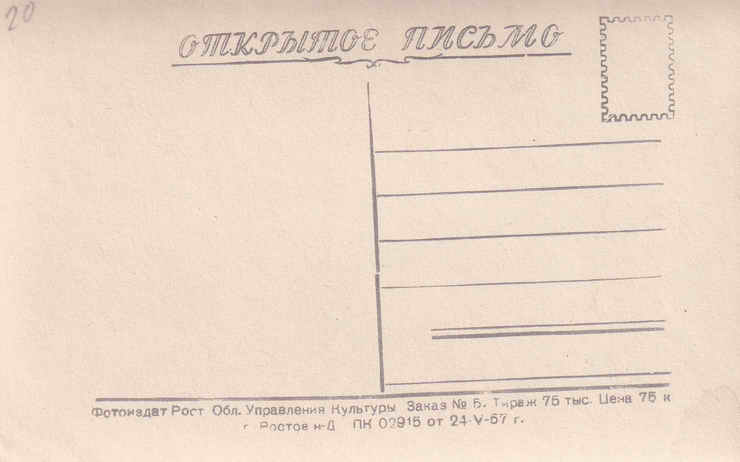 20
ОТКРЫТОЕ ПИСЬМО
Фотоиздат Рост. Обл. Управления Культуры Заказ № 5. Тираж 75 тыс. Цена 75 к
г. Ростов н-Д ПК 02915 от 24-V-57 г.